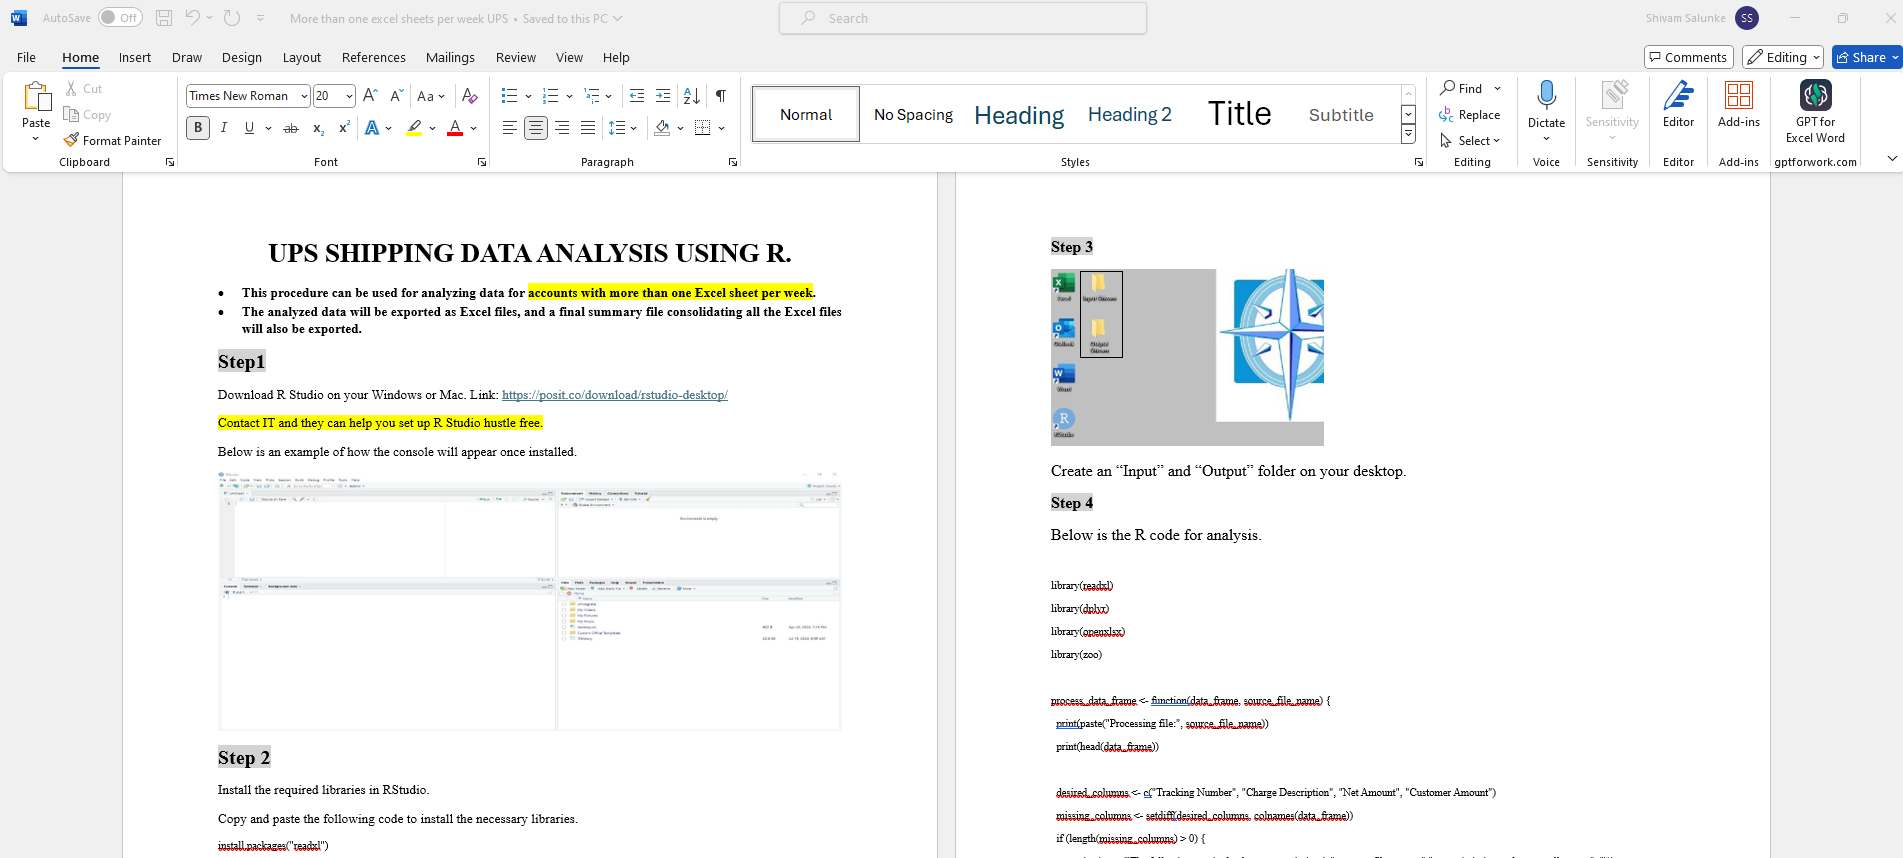 AutoSave Off More than one excel sheets per week UPS • Saved to this PC Search Shivam Salunke SS
File Home Insert Draw Design Layout References Mailings Review View Help Comments Editing Share
Paste
Cut
Copy
Format Painter
Clipboard
Times New Roman 20
Aa
B I U ab x₂ x² A A
Font
Paragraph
Normal No Spacing Heading Heading 2 Title Subtitle
Styles
Find
Replace
Select
Editing
Dictate
Voice
Sensitivity
Sensitivity
Editor
Editor
Add-ins
Add-ins
GPT for
Excel Word
gptforwork.com
UPS SHIPPING DATA ANALYSIS USING R.
• This procedure can be used for analyzing data for accounts with more than one Excel sheet per week.
• The analyzed data will be exported as Excel files, and a final summary file consolidating all the Excel files
will also be exported.
Step1
Download R Studio on your Windows or Mac. Link: https://posit.co/download/rstudio-desktop/
Contact IT and they can help you set up R Studio hustle free.
Below is an example of how the console will appear once installed.
Step 2
Install the required libraries in RStudio.
Copy and paste the following code to install the necessary libraries.
install.packages("readxl")
Step 3
Excel
Outlook
Word
RStudio
Create an “Input” and “Output” folder on your desktop.
Step 4
Below is the R code for analysis.
library(readxl)
library(dplyr)
library(openxlsx)
library(zoo)
process_data_frame <- function(data_frame, source_file_name) {
print(paste("Processing file:", source_file_name))
print(head(data_frame))
desired_columns <- c("Tracking Number", "Charge Description", "Net Amount", "Customer Amount")
missing_columns <- setdiff(desired_columns, colnames(data_frame))
if (length(missing_columns) > 0) {